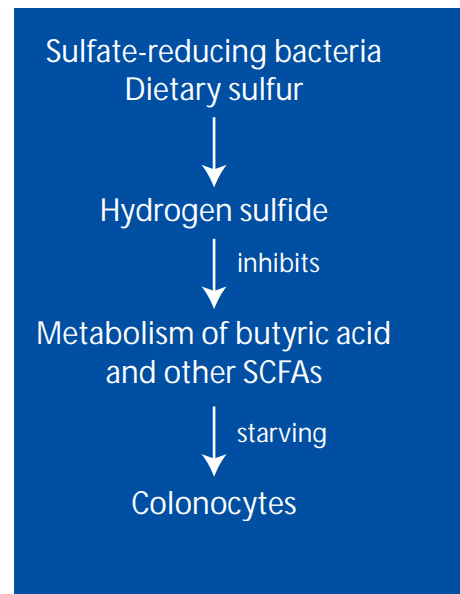 Sulfate-reducing bacteria
Dietary sulfur
Hydrogen sulfide
inhibits
Metabolism of butyric acid
and other SCFAs
starving
Colonocytes